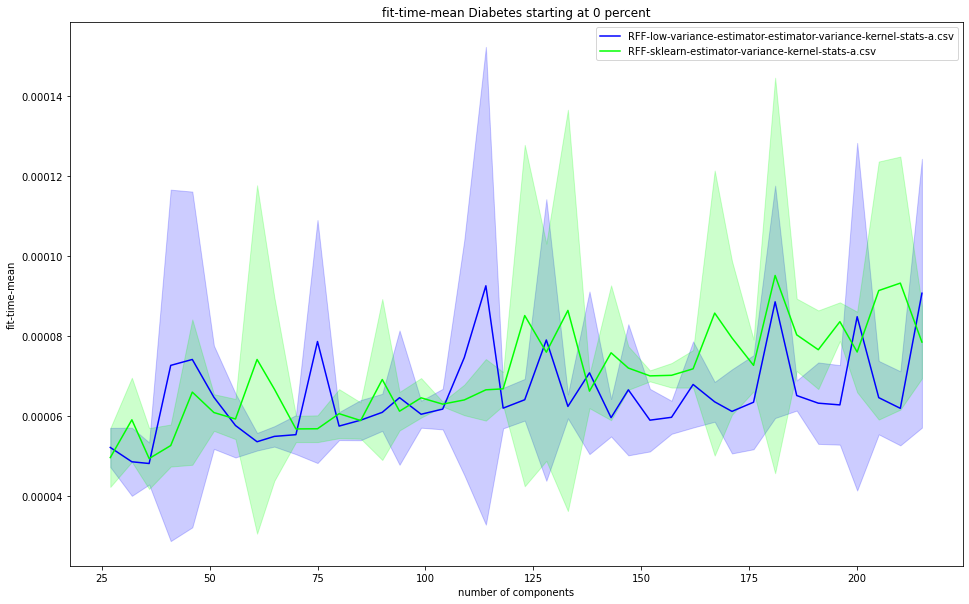 fit-time-mean Diabetes starting at 0 percent
RFF-low-variance-estimator-estimator-variance-kernel-stats-a.csv
RFF-sklearn-estimator-variance-kernel-stats-a.csv
fit-time-mean
0.00014
0.00012
0.00010
0.00008
0.00006
0.00004
25 50 75 100 125 150 175 200
number of components